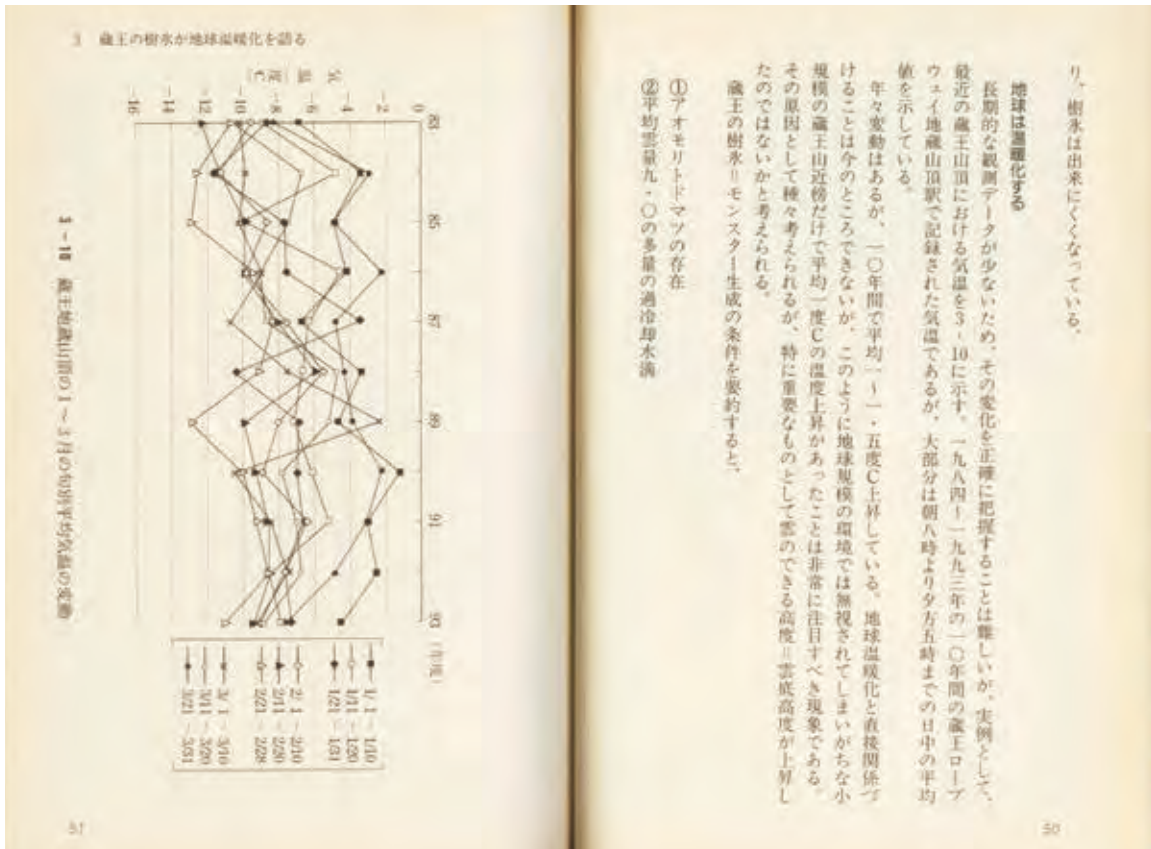 り、樹氷は出来にくくなっている。
地球は温暖化する
長期的な観測データが少ないため、その変化を正確に把握することは難しいが、実例として、
最近の蔵王山頂における気温を3-10に示す。一九八四~一九九三年の一〇年間の蔵王ロープ
ウェイ地蔵山頂駅で記録された気温であるが、大部分は朝八時より夕方五時までの日中の平均
値を示している。
年々変動はあるが、一〇年間で平均一~一・五度C上昇している。地球温暖化と直接関係づ
けることは今のところできないが、このように地球規模の環境では無視されてしまいがちな小
規模の蔵王山近傍だけで平均一度Cの温度上昇があったことは非常に注目すべき現象である。
その原因として種々考えられるが、特に重要なものとして雲のできる高度=雲底高度が上昇し
たのではないかと考えられる。
蔵王の樹氷=モンスター生成の条件を要約すると、
①アオモリトドマツの存在
②平均雲量九・〇の多量の過冷却水滴
50
3 蔵王の樹氷が地球温暖化を語る
気温(度C)
0
-2
-4
-6
-8
-10
-12
-14
-16
83
85
87
89
91
93
(年度)
1/1 ~ 1/10
1/11 ~ 1/20
1/21 ~ 1/31
2/1 ~ 2/10
2/11 ~ 2/20
2/21 ~ 2/28
3/1 ~ 3/10
3/11 ~ 3/20
3/21 ~ 3/31
3-10 蔵王地蔵山頂の1~3月の旬別平均気温の変動
51